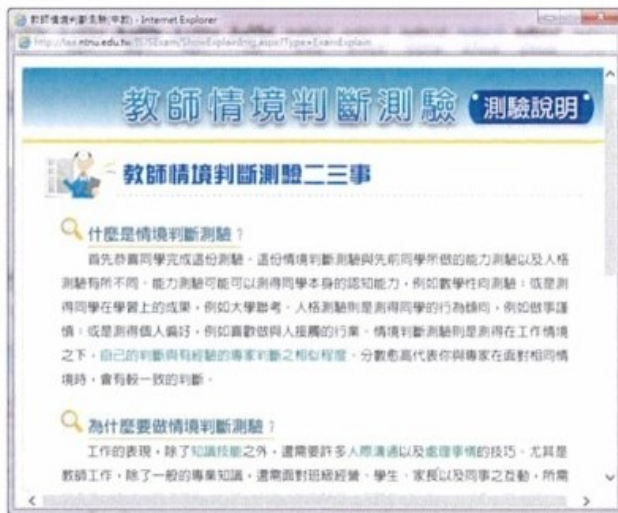 教師情境判斷測驗(中教) - Internet Explorer
教師情境判斷測驗 測驗說明
教師情境判斷測驗二三事
什麼是情境判斷測驗？
首先恭喜同學完成這份測驗。這份情境判斷測驗與先前同學所做的能力測驗以及人格
測驗有所不同。能力測驗可能可以測得同學本身的認知能力，例如數學性向測驗；或是測
得同學在學習上的成果，例如大學聯考。人格測驗則是測得同學的行為傾向，例如做事謹
慎；或是測得個人偏好，例如喜歡做與人接觸的行業。情境判斷測驗則是測得在工作情境
之下，自己的判斷與有經驗的專家判斷之相似程度。分數愈高代表你與專家在面對相同情
境時，會有較一致的判斷。
為什麼要做情境判斷測驗？
工作的表現，除了知識技能之外，還需要許多人際溝通以及處理事情的技巧。尤其是
教師工作，除了一般的專業知識，還需面對班級經營、學生、家長以及同事之互動，所需